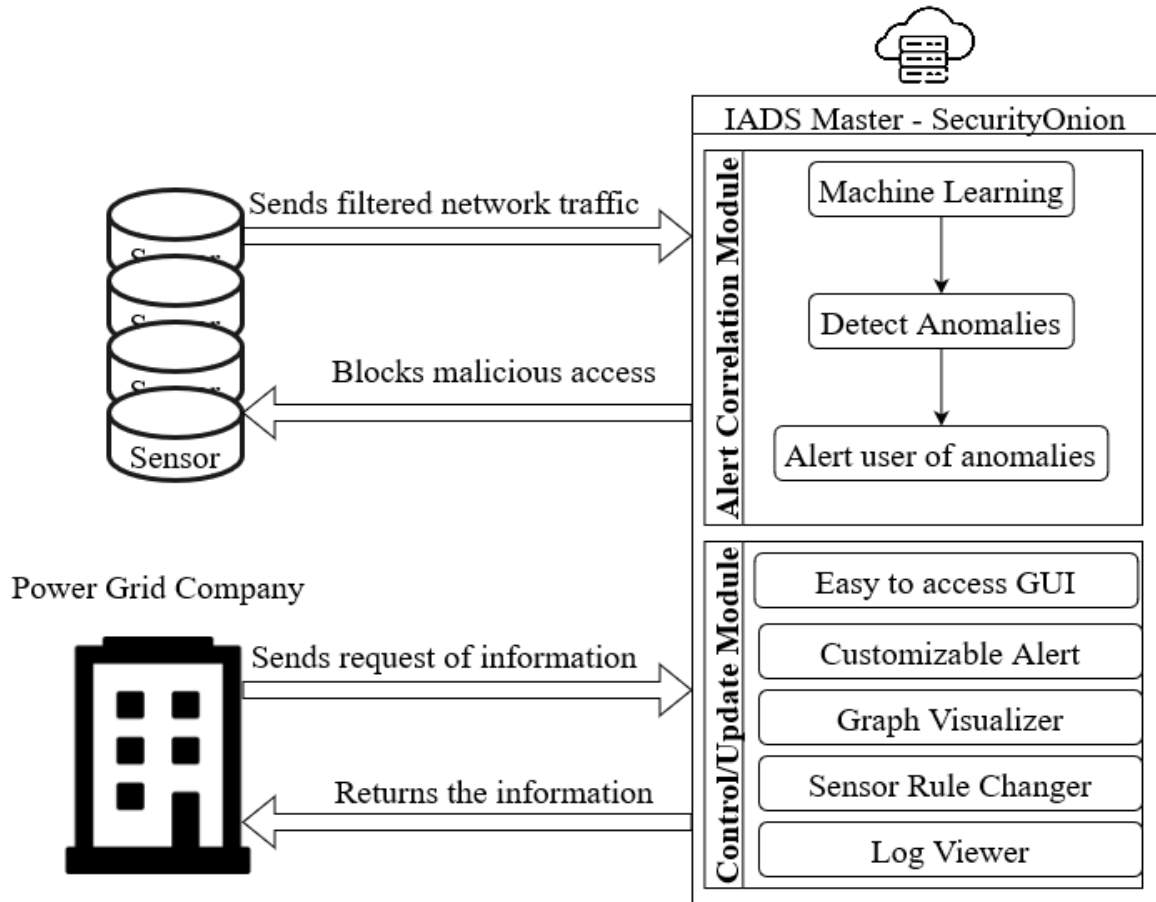 IADS Master - SecurityOnion
Alert Correlation Module
Machine Learning
Detect Anomalies
Alert user of anomalies
Sends filtered network traffic
Blocks malicious access
Sensor
Power Grid Company
Sends request of information
Returns the information
Control/Update Module
Easy to access GUI
Customizable Alert
Graph Visualizer
Sensor Rule Changer
Log Viewer